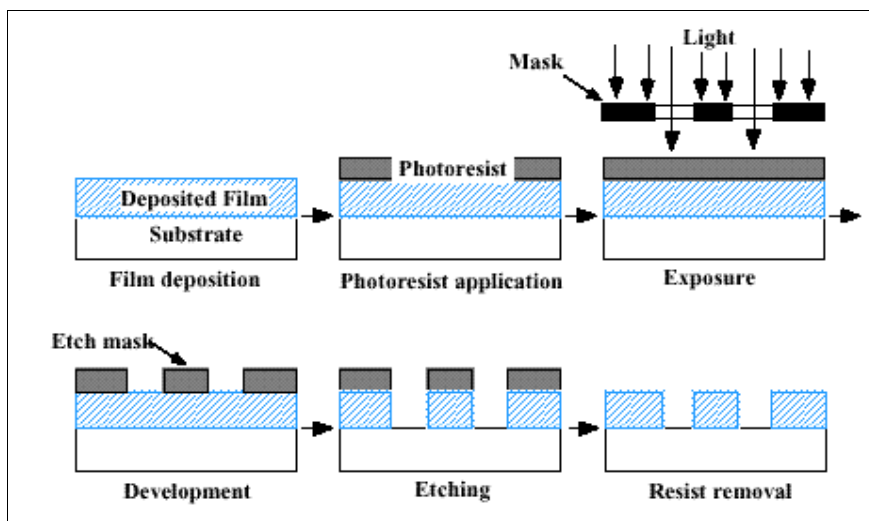 Light
Mask
Photoresist
Deposited Film
Substrate
Film deposition
Photoresist application
Exposure
Etch mask
Development
Etching
Resist removal